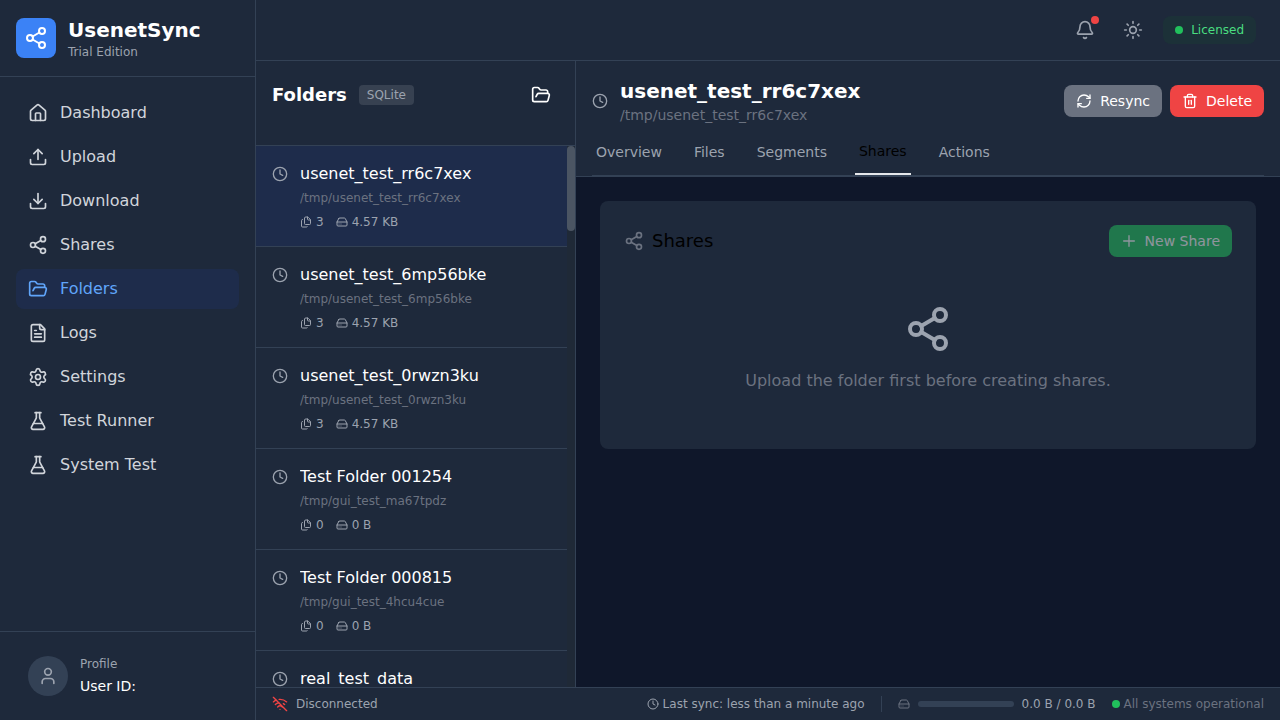 UsenetSync
Trial Edition
Dashboard
Upload
Download
Shares
Folders
Logs
Settings
Test Runner
System Test
Profile
User ID:
Licensed
Folders
SQLite
usenet_test_rr6c7xex
/tmp/usenet_test_rr6c7xex
3 4.57 KB
usenet_test_6mp56bke
/tmp/usenet_test_6mp56bke
3 4.57 KB
usenet_test_0rwzn3ku
/tmp/usenet_test_0rwzn3ku
3 4.57 KB
Test Folder 001254
/tmp/gui_test_ma67tpdz
0 0 B
Test Folder 000815
/tmp/gui_test_4hcu4cue
0 0 B
real_test_data
usenet_test_rr6c7xex
/tmp/usenet_test_rr6c7xex
Resync
Delete
Overview Files Segments Shares Actions
Shares
New Share
Upload the folder first before creating shares.
Disconnected
Last sync: less than a minute ago
0.0 B / 0.0 B
All systems operational